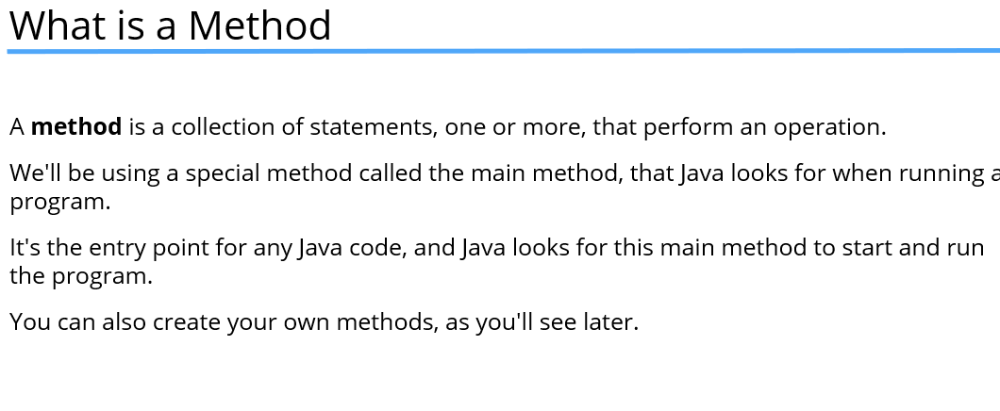 What is a Method
A method is a collection of statements, one or more, that perform an operation.
We'll be using a special method called the main method, that Java looks for when running a
program.
It's the entry point for any Java code, and Java looks for this main method to start and run
the program.
You can also create your own methods, as you'll see later.